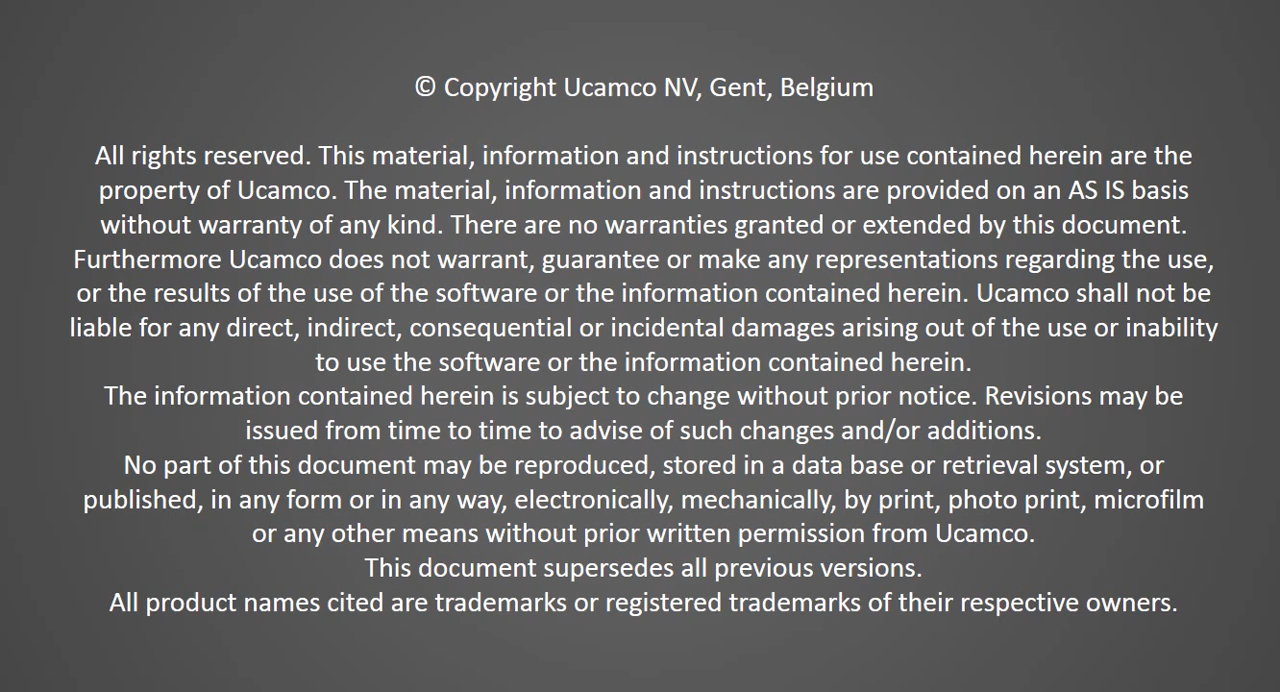 © Copyright Ucamco NV, Gent, Belgium
All rights reserved. This material, information and instructions for use contained herein are the
property of Ucamco. The material, information and instructions are provided on an AS IS basis
without warranty of any kind. There are no warranties granted or extended by this document.
Furthermore Ucamco does not warrant, guarantee or make any representations regarding the use,
or the results of the use of the software or the information contained herein. Ucamco shall not be
liable for any direct, indirect, consequential or incidental damages arising out of the use or inability
to use the software or the information contained herein.
The information contained herein is subject to change without prior notice. Revisions may be
issued from time to time to advise of such changes and/or additions.
No part of this document may be reproduced, stored in a data base or retrieval system, or
published, in any form or in any way, electronically, mechanically, by print, photo print, microfilm
or any other means without prior written permission from Ucamco.
This document supersedes all previous versions.
All product names cited are trademarks or registered trademarks of their respective owners.